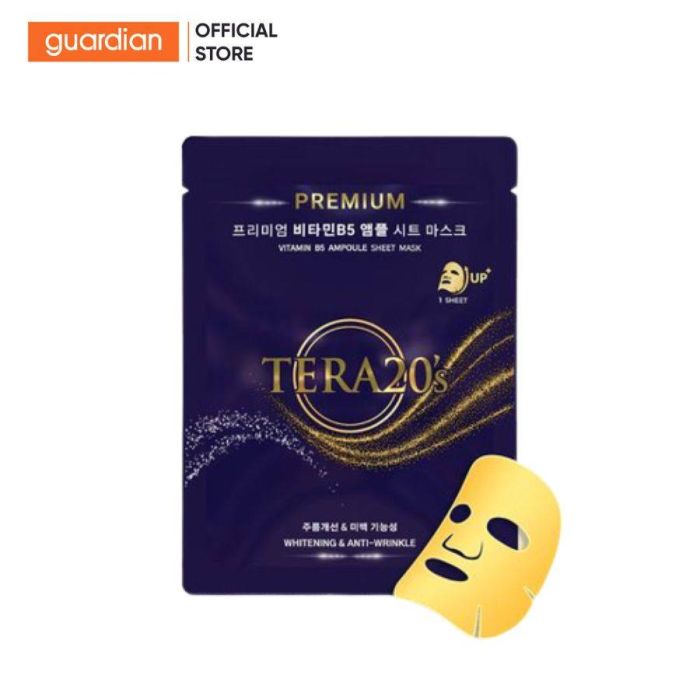 guardian
OFFICIAL
STORE
PREMIUM
프리미엄 비타민B5 앰플 시트 마스크
VITAMIN B5 AMPOULE SHEET MASK
UP+
1 SHEET
TERA20's
주름개선 & 미백 기능성
WHITENING & ANTI-WRINKLE